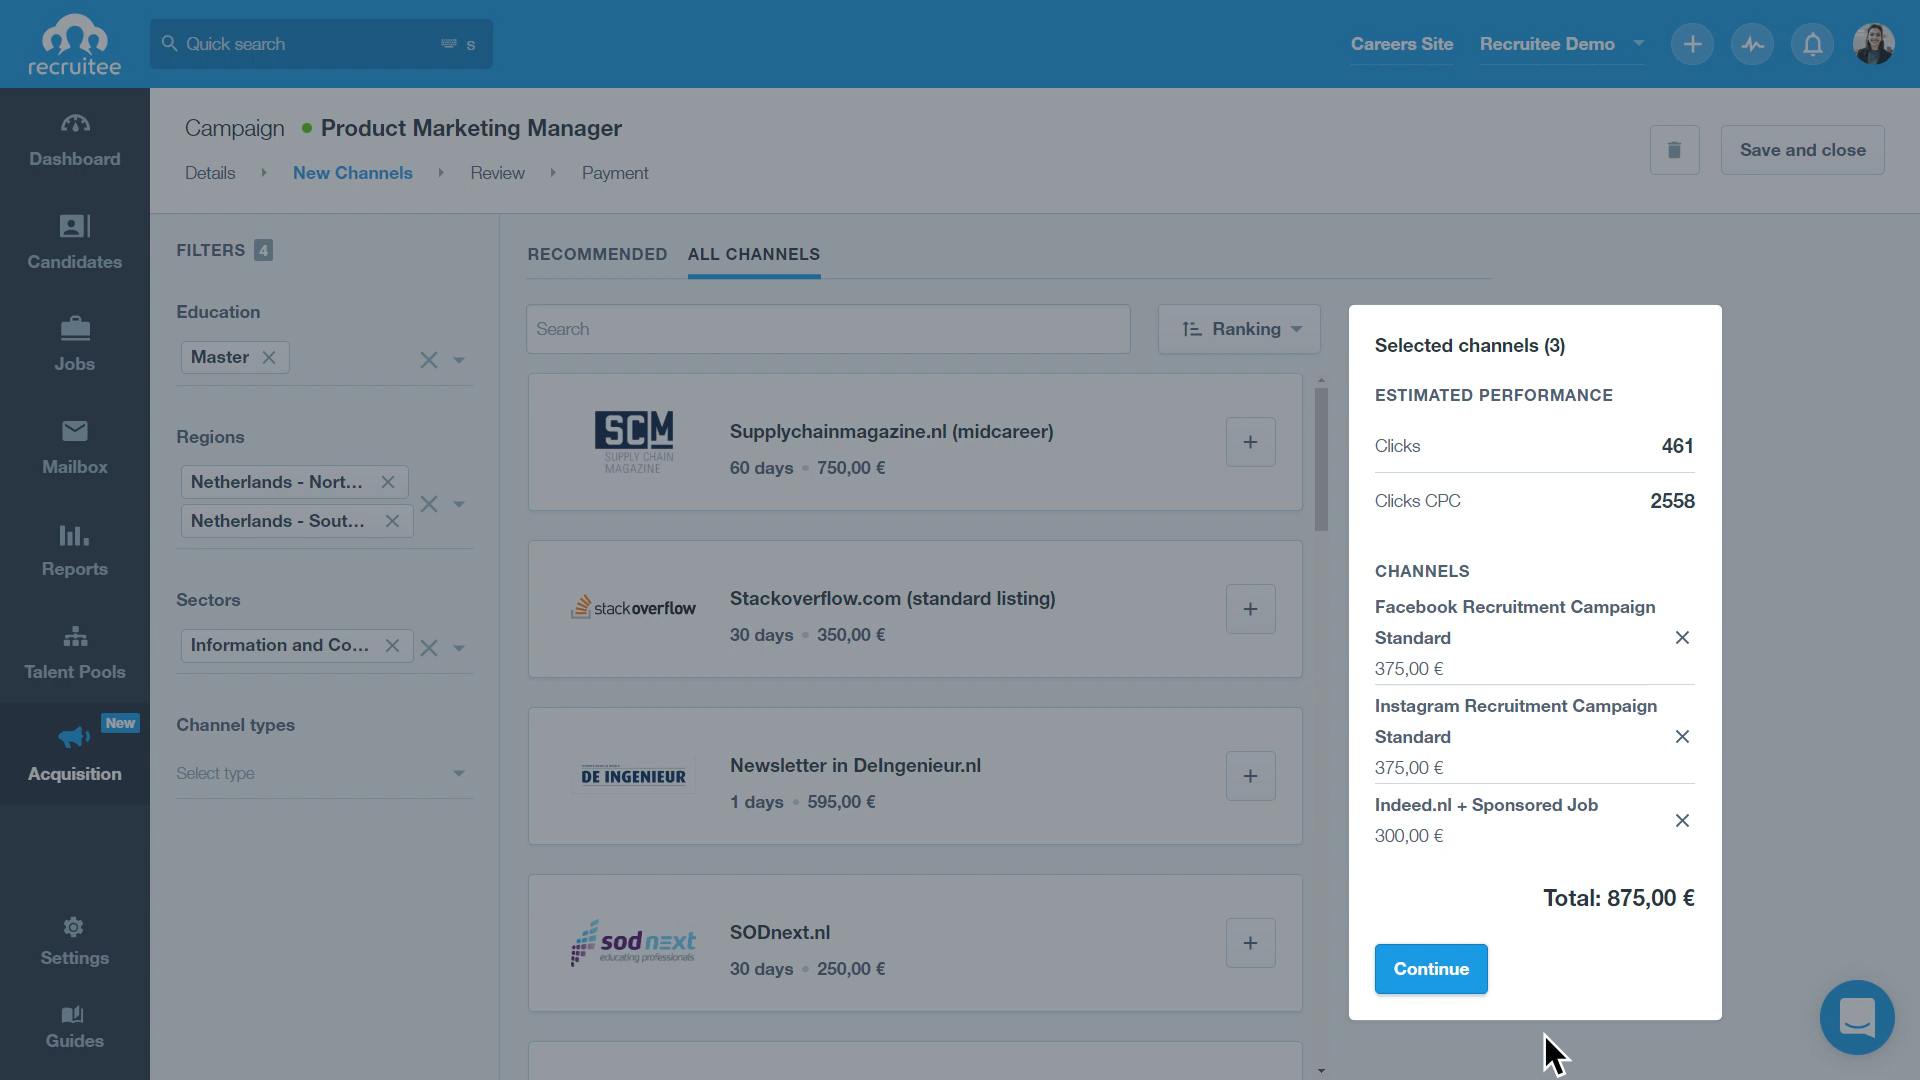 recruitee
Quick search
s
Careers Site
Recruitee Demo
Dashboard
Candidates
Jobs
Mailbox
Reports
Talent Pools
New
Acquisition
Settings
Guides
Campaign
Product Marketing Manager
Details
New Channels
Review
Payment
Save and close
FILTERS 4
Education
Master
Regions
Netherlands - Nort...
Netherlands - Sout...
Sectors
Information and Co...
Channel types
Select type
RECOMMENDED
ALL CHANNELS
Search
Ranking
SCM
SUPPLY CHAIN
MAGAZINE
Supplychainmagazine.nl (midcareer)
60 days • 750,00 €
stackoverflow
Stackoverflow.com (standard listing)
30 days • 350,00 €
DE INGENIEUR
Newsletter in DeIngenieur.nl
1 days • 595,00 €
sod next
educating professionals
SODnext.nl
30 days • 250,00 €
Selected channels (3)
ESTIMATED PERFORMANCE
Clicks 461
Clicks CPC 2558
CHANNELS
Facebook Recruitment Campaign
Standard
375,00 €
Instagram Recruitment Campaign
Standard
375,00 €
Indeed.nl + Sponsored Job
300,00 €
Total: 875,00 €
Continue